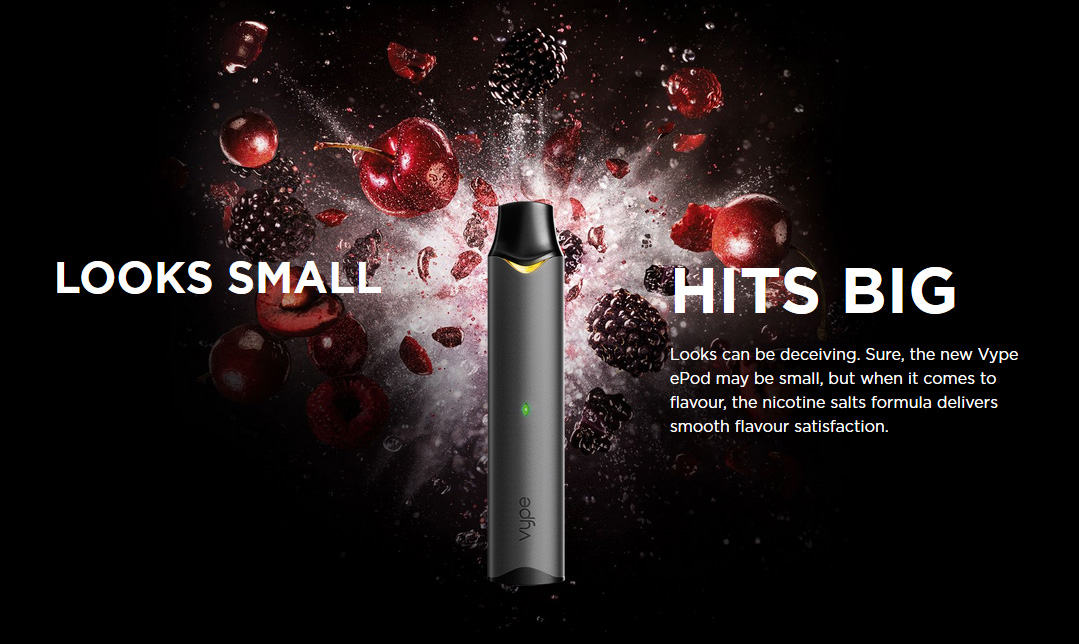 LOOKS SMALL
HITS BIG
Looks can be deceiving. Sure, the new Vype
ePod may be small, but when it comes to
flavour, the nicotine salts formula delivers
smooth flavour satisfaction.
vype